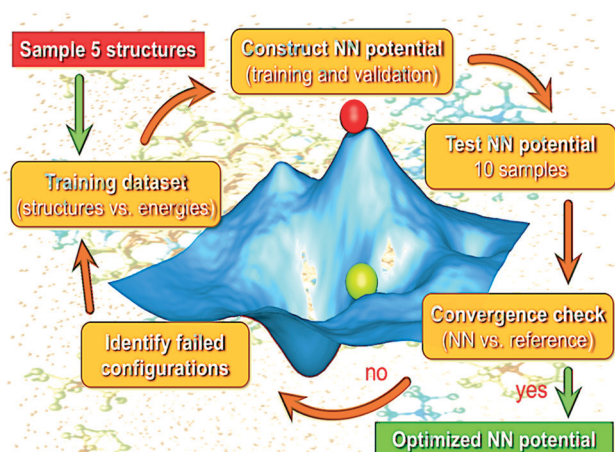 Sample 5 structures
Construct NN potential
(training and validation)
Test NN potential
10 samples
Training dataset
(structures vs. energies)
Convergence check
(NN vs. reference)
Identify failed
configurations
no
yes
Optimized NN potential